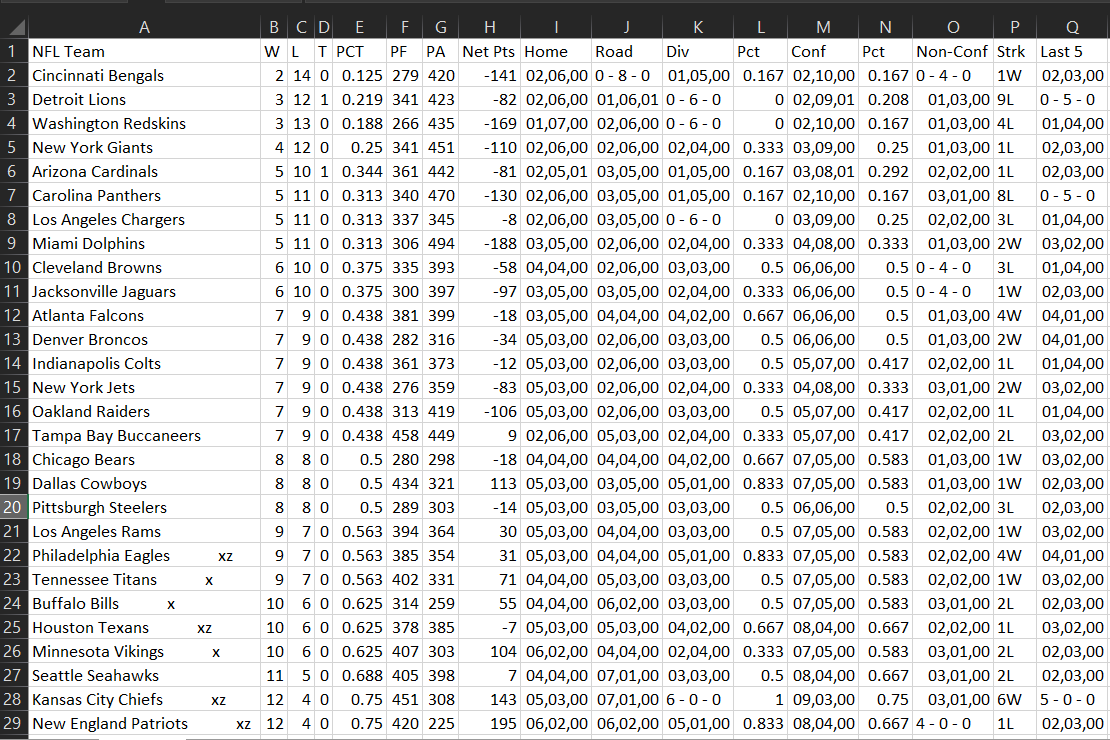 A B C D E F G H I J K L M N O P Q
1 NFL Team W L T PCT PF PA Net Pts Home Road Div Pct Conf Pct Non-Conf Strk Last 5
2 Cincinnati Bengals 2 14 0 0.125 279 420 -141 02,06,00 0 - 8 - 0 01,05,00 0.167 02,10,00 0.167 0 - 4 - 0 1W 02,03,00
3 Detroit Lions 3 12 1 0.219 341 423 -82 02,06,00 01,06,01 0 - 6 - 0 0 02,09,01 0.208 01,03,00 9L 0 - 5 - 0
4 Washington Redskins 3 13 0 0.188 266 435 -169 01,07,00 02,06,00 0 - 6 - 0 0 02,10,00 0.167 01,03,00 4L 01,04,00
5 New York Giants 4 12 0 0.25 341 451 -110 02,06,00 02,06,00 02,04,00 0.333 03,09,00 0.25 01,03,00 1L 02,03,00
6 Arizona Cardinals 5 10 1 0.344 361 442 -81 02,05,01 03,05,00 01,05,00 0.167 03,08,01 0.292 02,02,00 1L 02,03,00
7 Carolina Panthers 5 11 0 0.313 340 470 -130 02,06,00 03,05,00 01,05,00 0.167 02,10,00 0.167 03,01,00 8L 0 - 5 - 0
8 Los Angeles Chargers 5 11 0 0.313 337 345 -8 02,06,00 03,05,00 0 - 6 - 0 0 03,09,00 0.25 02,02,00 3L 01,04,00
9 Miami Dolphins 5 11 0 0.313 306 494 -188 03,05,00 02,06,00 02,04,00 0.333 04,08,00 0.333 01,03,00 2W 03,02,00
10 Cleveland Browns 6 10 0 0.375 335 393 -58 04,04,00 02,06,00 03,03,00 0.5 06,06,00 0.5 0 - 4 - 0 3L 01,04,00
11 Jacksonville Jaguars 6 10 0 0.375 300 397 -97 03,05,00 03,05,00 02,04,00 0.333 06,06,00 0.5 0 - 4 - 0 1W 02,03,00
12 Atlanta Falcons 7 9 0 0.438 381 399 -18 03,05,00 04,04,00 04,02,00 0.667 06,06,00 0.5 01,03,00 4W 04,01,00
13 Denver Broncos 7 9 0 0.438 282 316 -34 05,03,00 02,06,00 03,03,00 0.5 06,06,00 0.5 01,03,00 2W 04,01,00
14 Indianapolis Colts 7 9 0 0.438 361 373 -12 05,03,00 02,06,00 03,03,00 0.5 05,07,00 0.417 02,02,00 1L 01,04,00
15 New York Jets 7 9 0 0.438 276 359 -83 05,03,00 02,06,00 02,04,00 0.333 04,08,00 0.333 03,01,00 2W 03,02,00
16 Oakland Raiders 7 9 0 0.438 313 419 -106 05,03,00 02,06,00 03,03,00 0.5 05,07,00 0.417 02,02,00 1L 01,04,00
17 Tampa Bay Buccaneers 7 9 0 0.438 458 449 9 02,06,00 05,03,00 02,04,00 0.333 05,07,00 0.417 02,02,00 2L 03,02,00
18 Chicago Bears 8 8 0 0.5 280 298 -18 04,04,00 04,04,00 04,02,00 0.667 07,05,00 0.583 01,03,00 1W 03,02,00
19 Dallas Cowboys 8 8 0 0.5 434 321 113 05,03,00 03,05,00 05,01,00 0.833 07,05,00 0.583 01,03,00 1W 02,03,00
20 Pittsburgh Steelers 8 8 0 0.5 289 303 -14 05,03,00 03,05,00 03,03,00 0.5 06,06,00 0.5 02,02,00 3L 02,03,00
21 Los Angeles Rams 9 7 0 0.563 394 364 30 05,03,00 04,04,00 03,03,00 0.5 07,05,00 0.583 02,02,00 1W 03,02,00
22 Philadelphia Eagles xz 9 7 0 0.563 385 354 31 05,03,00 04,04,00 05,01,00 0.833 07,05,00 0.583 02,02,00 4W 04,01,00
23 Tennessee Titans x 9 7 0 0.563 402 331 71 04,04,00 05,03,00 03,03,00 0.5 07,05,00 0.583 02,02,00 1W 03,02,00
24 Buffalo Bills x 10 6 0 0.625 314 259 55 04,04,00 06,02,00 03,03,00 0.5 07,05,00 0.583 03,01,00 2L 02,03,00
25 Houston Texans xz 10 6 0 0.625 378 385 -7 05,03,00 05,03,00 04,02,00 0.667 08,04,00 0.667 02,02,00 1L 03,02,00
26 Minnesota Vikings x 10 6 0 0.625 407 303 104 06,02,00 04,04,00 02,04,00 0.333 07,05,00 0.583 03,01,00 2L 02,03,00
27 Seattle Seahawks 11 5 0 0.688 405 398 7 04,04,00 07,01,00 03,03,00 0.5 08,04,00 0.667 03,01,00 2L 02,03,00
28 Kansas City Chiefs xz 12 4 0 0.75 451 308 143 05,03,00 07,01,00 6 - 0 - 0 1 09,03,00 0.75 03,01,00 6W 5 - 0 - 0
29 New England Patriots xz 12 4 0 0.75 420 225 195 06,02,00 06,02,00 05,01,00 0.833 08,04,00 0.667 4 - 0 - 0 1L 02,03,00